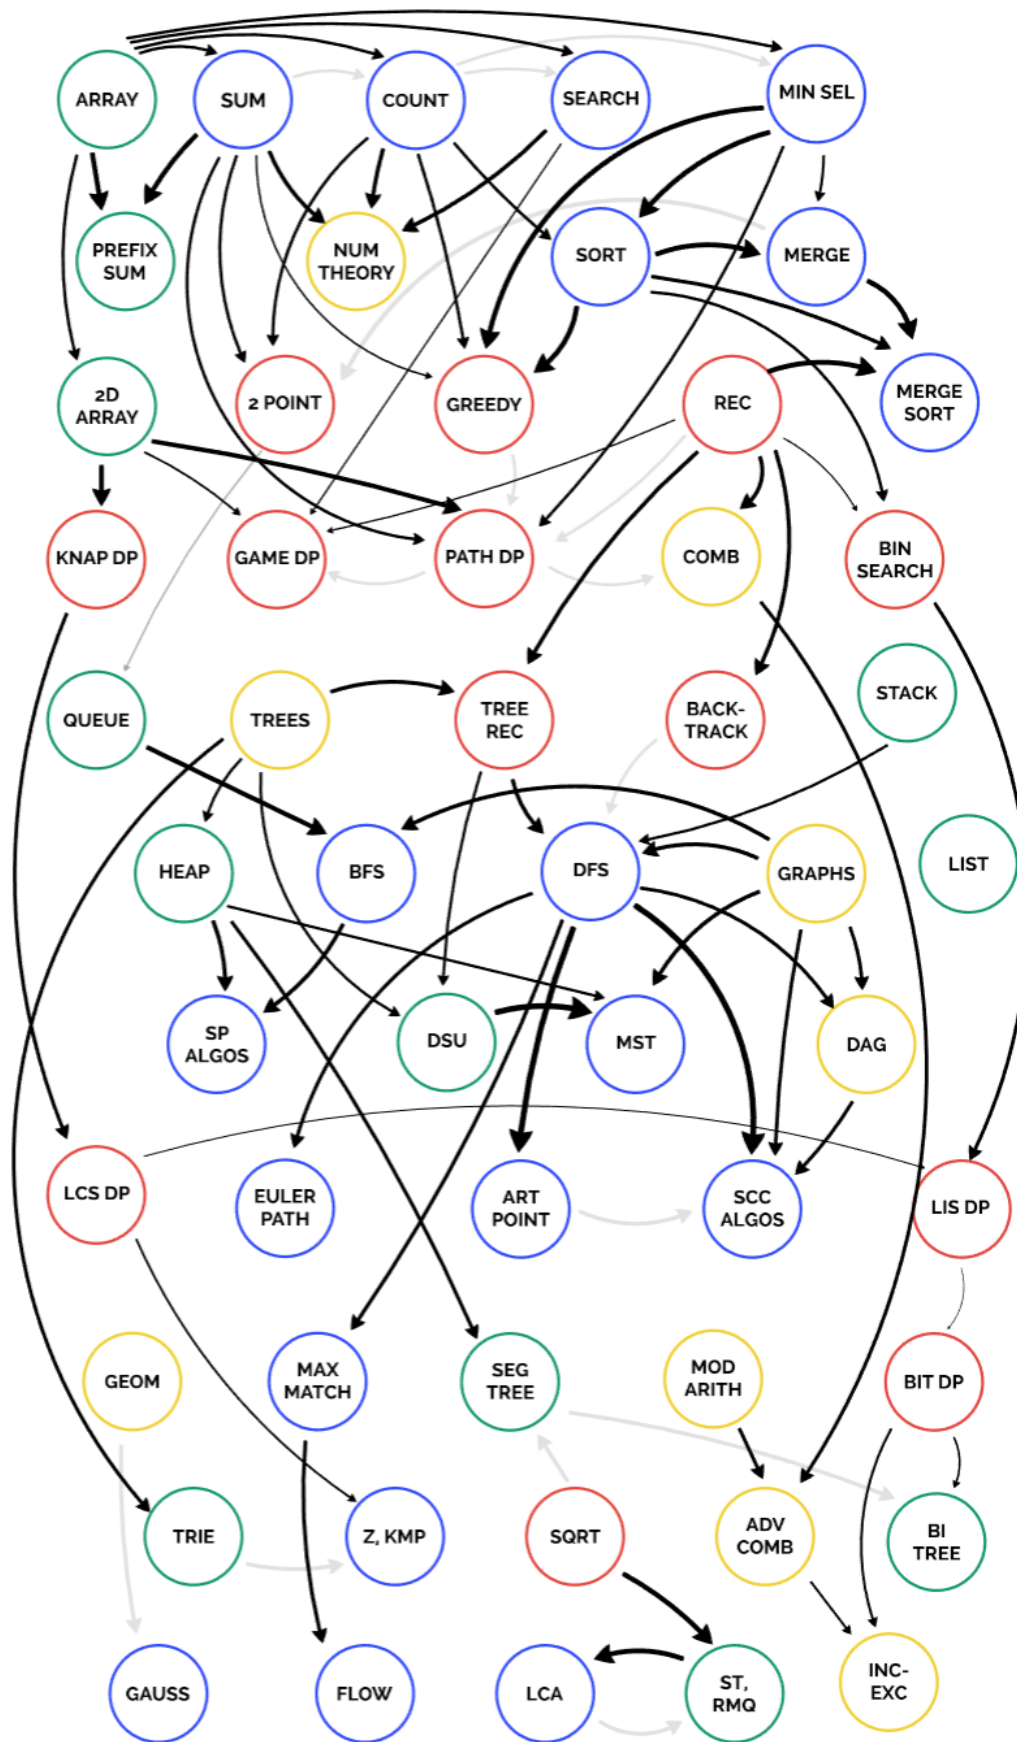 ARRAY
SUM
COUNT
SEARCH
MIN SEL
PREFIX
SUM
NUM
THEORY
SORT
MERGE
2D
ARRAY
2 POINT
GREEDY
REC
MERGE
SORT
KNAP DP
GAME DP
PATH DP
COMB
BIN
SEARCH
QUEUE
TREES
TREE
REC
BACK-
TRACK
STACK
HEAP
BFS
DFS
GRAPHS
LIST
SP
ALGOS
DSU
MST
DAG
LCS DP
EULER
PATH
ART
POINT
SCC
ALGOS
LIS DP
GEOM
MAX
MATCH
SEG
TREE
MOD
ARITH
BIT DP
TRIE
Z, KMP
SQRT
ADV
COMB
BI
TREE
GAUSS
FLOW
LCA
ST,
RMQ
INC-
EXC